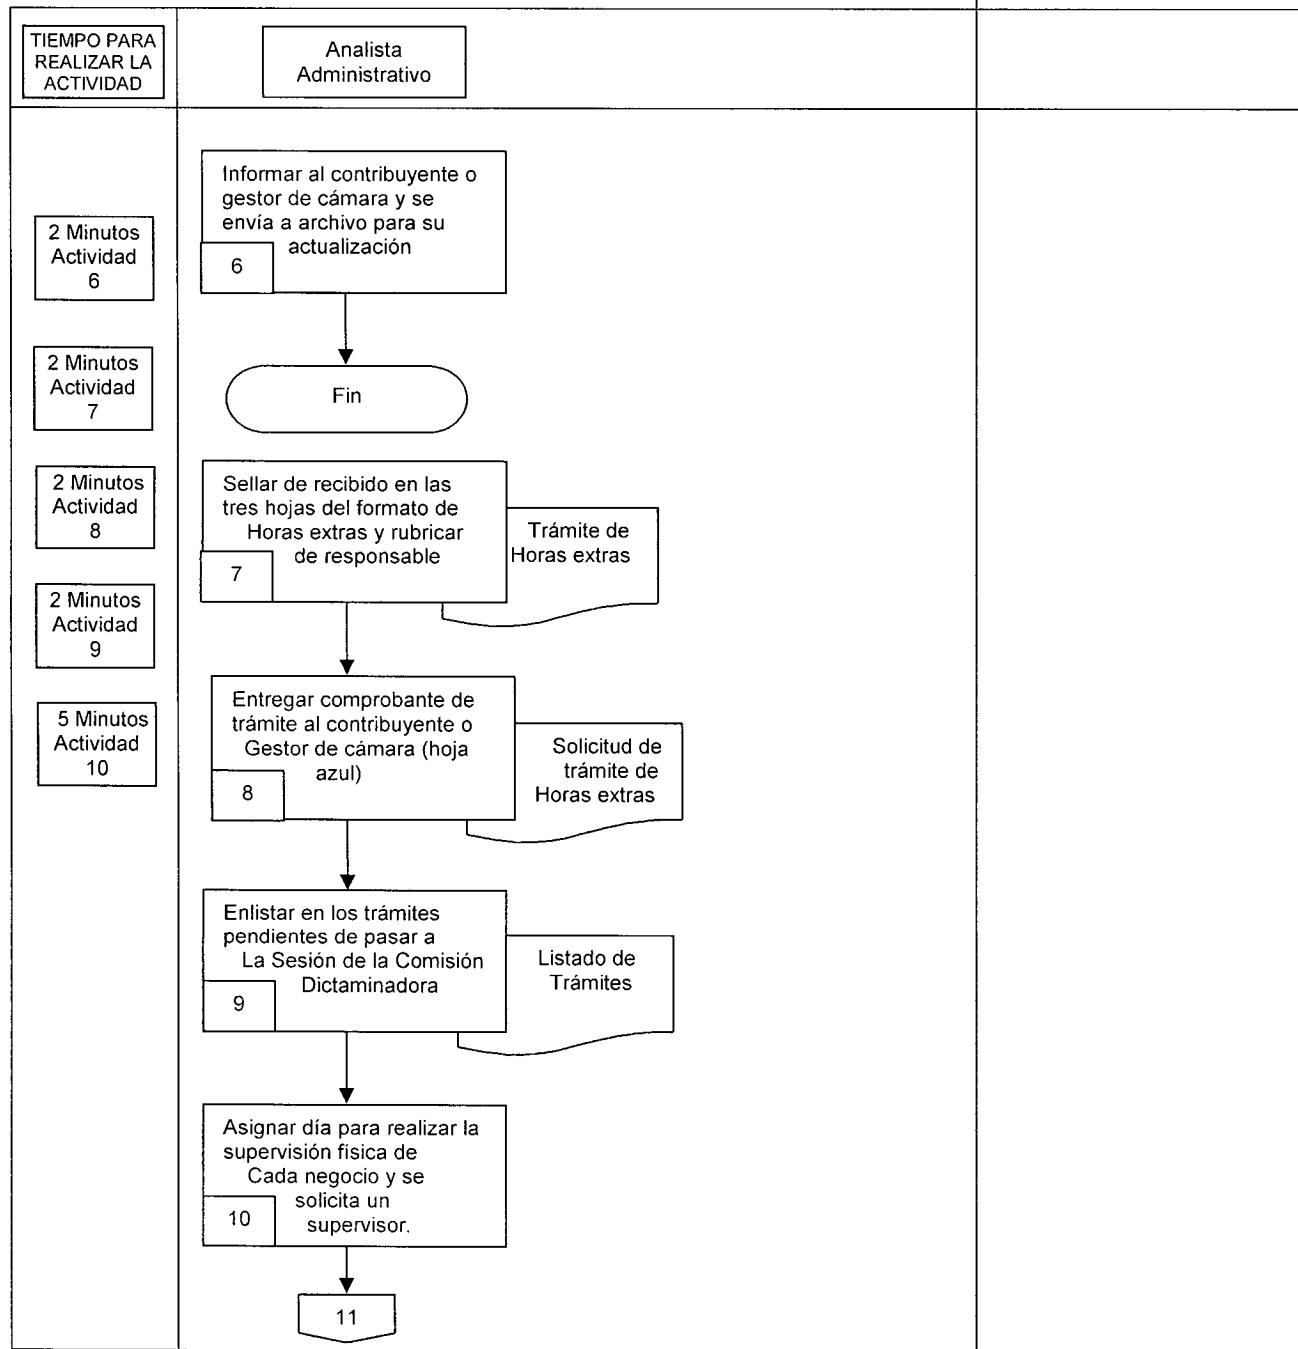 TIEMPO PARA
REALIZAR LA
ACTIVIDAD
Analista
Administrativo
2 Minutos
Actividad
6
2 Minutos
Actividad
7
2 Minutos
Actividad
8
2 Minutos
Actividad
9
5 Minutos
Actividad
10
Informar al contribuyente o
gestor de cámara y se
envía a archivo para su
actualización
6
Fin
Sellar de recibido en las
tres hojas del formato de
Horas extras y rubricar
de responsable
7
Trámite de
Horas extras
Entregar comprobante de
trámite al contribuyente o
Gestor de cámara (hoja
azul)
8
Solicitud de
trámite de
Horas extras
Enlistar en los trámites
pendientes de pasar a
La Sesión de la Comisión
Dictaminadora
9
Listado de
Trámites
Asignar día para realizar la
supervisión física de
Cada negocio y se
solicita un
supervisor.
10
11